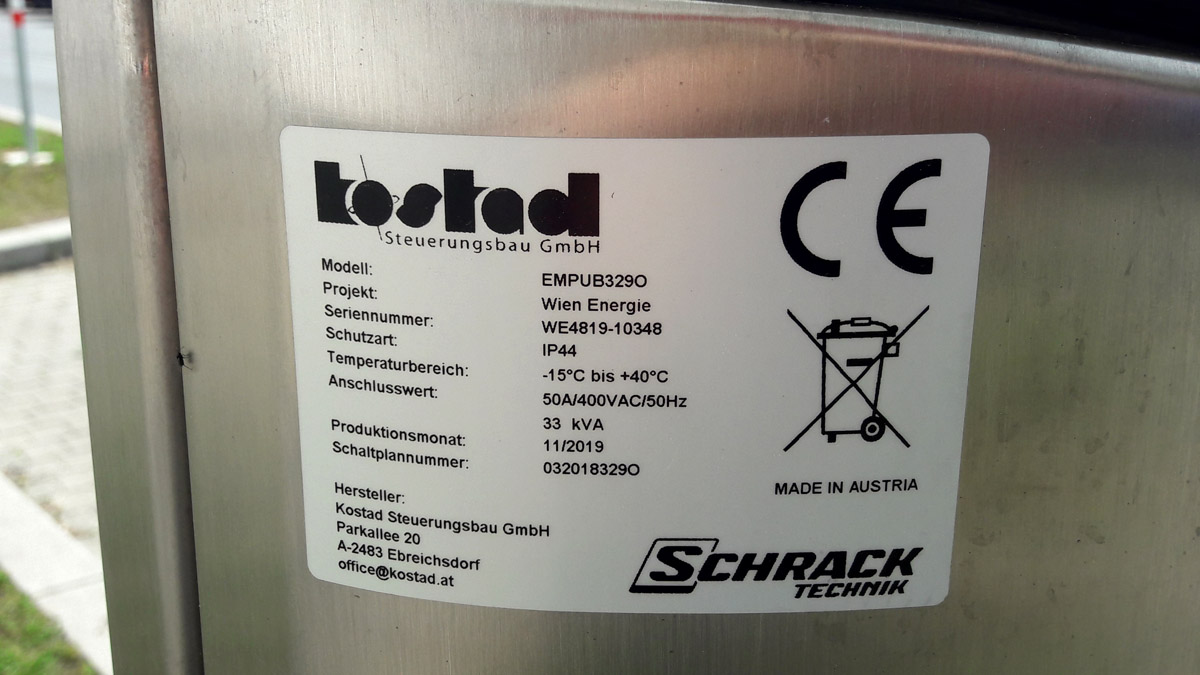 kostad
Steuerungsbau GmbH
CE
Modell: EMPUB329O
Projekt: Wien Energie
Seriennummer: WE4819-10348
Schutzart: IP44
Temperaturbereich: -15°C bis +40°C
Anschlusswert: 50A/400VAC/50Hz
33 kVA
Produktionsmonat: 11/2019
Schaltplannummer: 032018329O
Hersteller:
Kostad Steuerungsbau GmbH
Parkallee 20
A-2483 Ebreichsdorf
office@kostad.at
MADE IN AUSTRIA
SCHRACK
TECHNIK